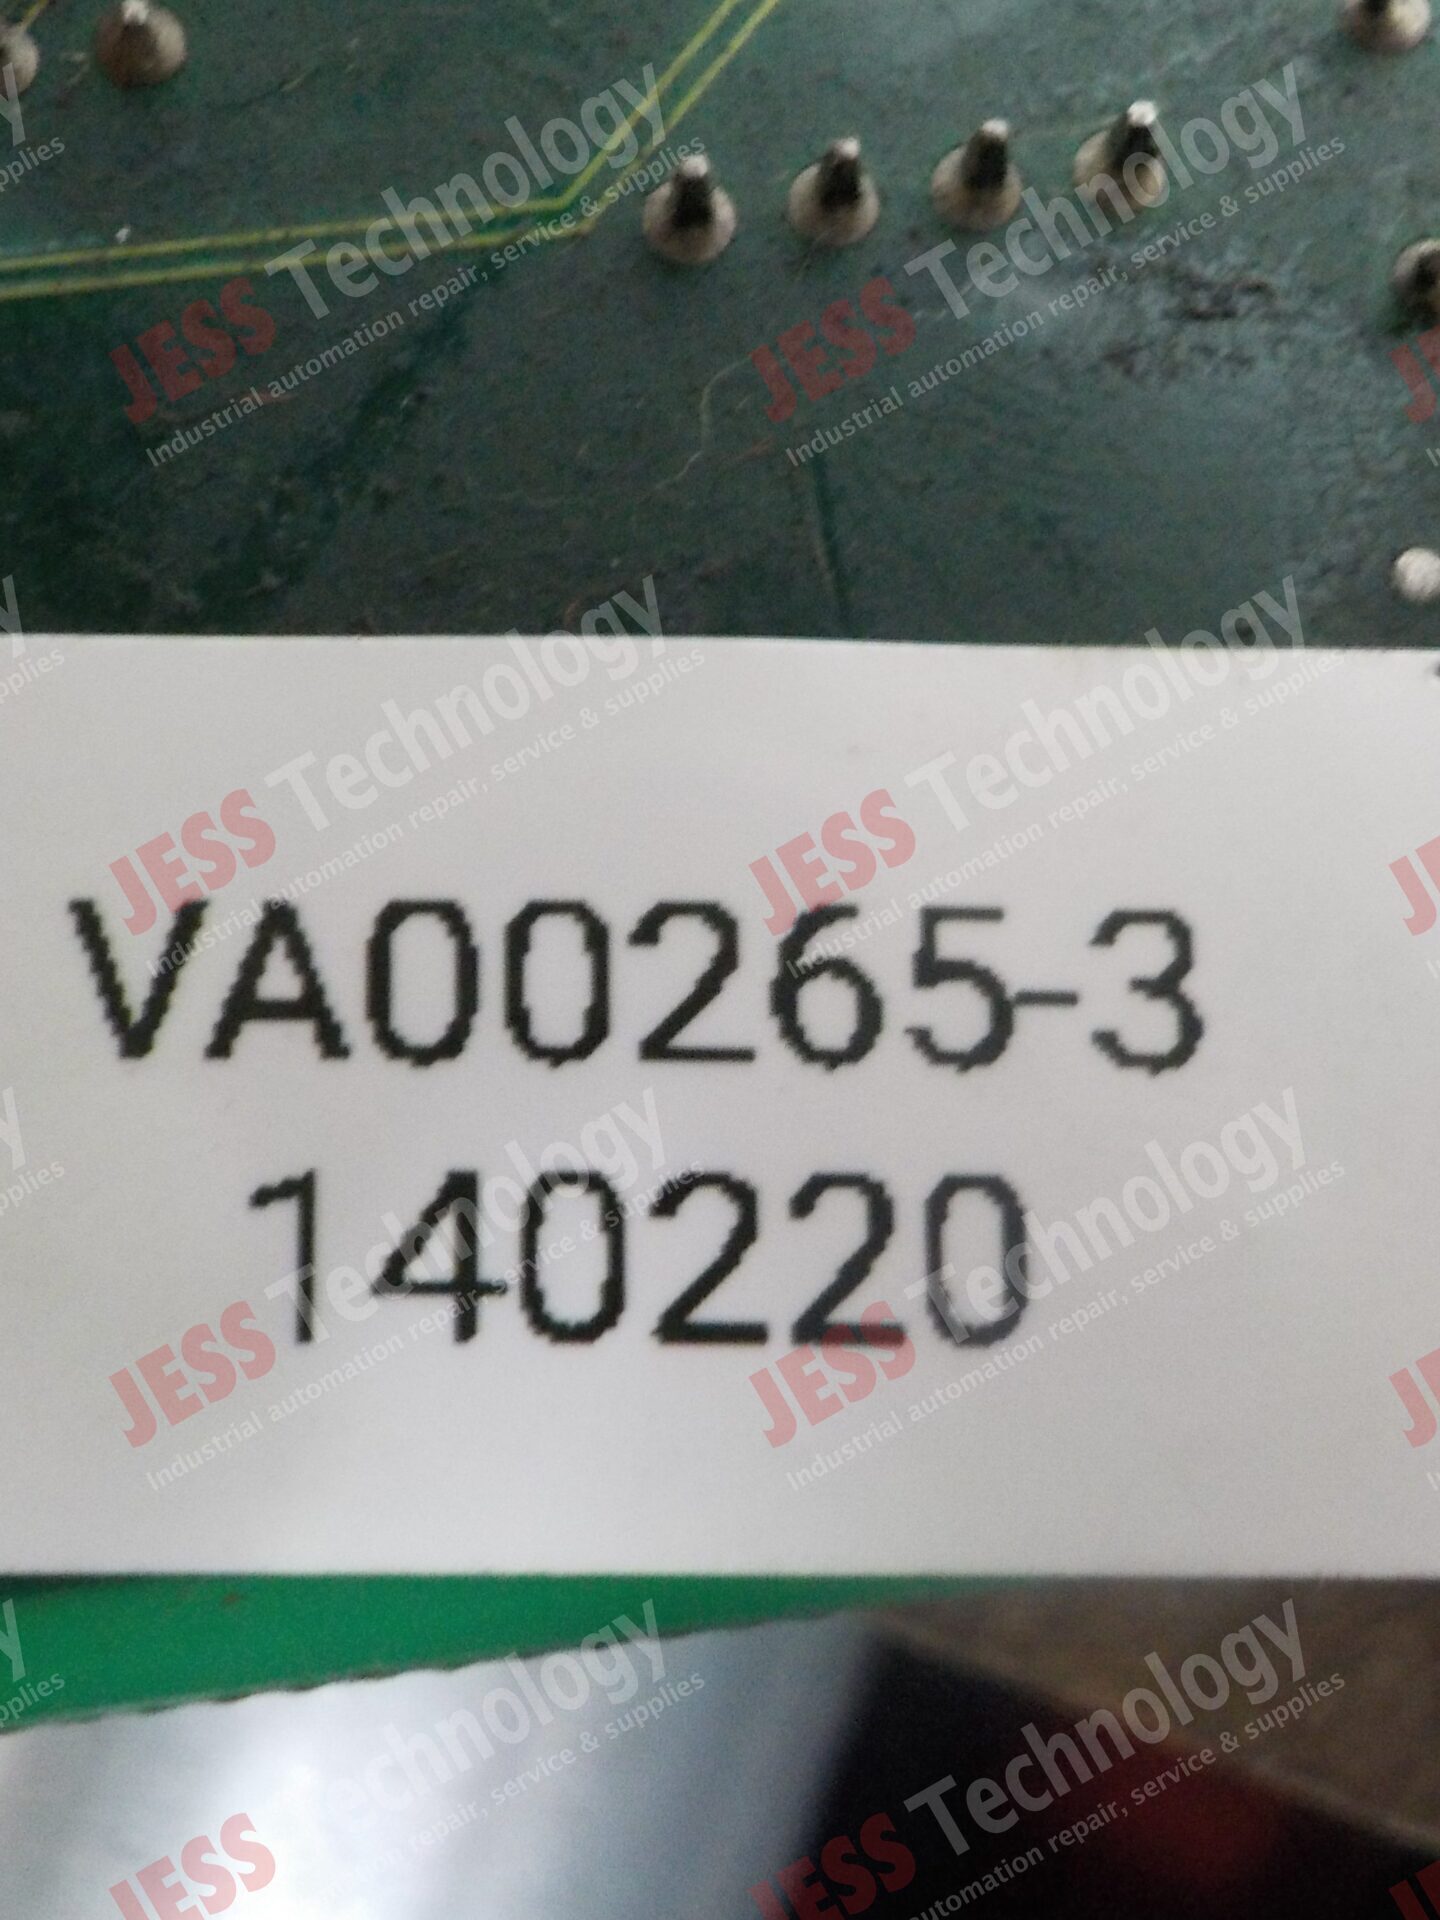 VA00265-3
140220
JESS Technology
Industrial automation repair, service & supplies